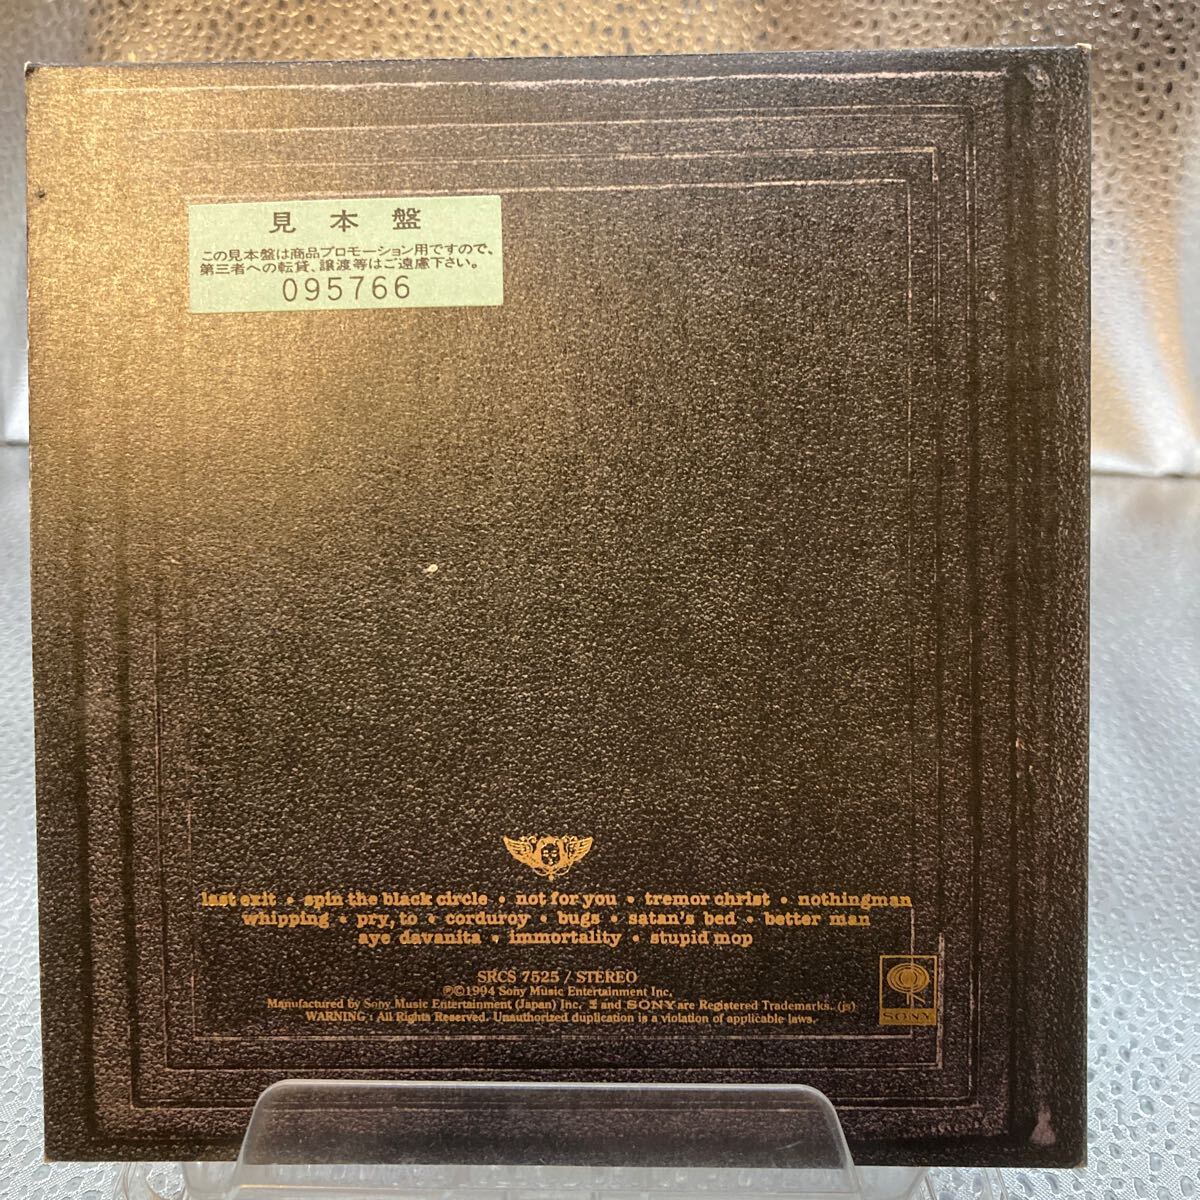 見本盤
この見本盤は商品プロモーション用ですので、
第三者への転貸、譲渡等はご遠慮下さい。
095766
last exit • spin the black circle • not for you • tremor christ • nothingman
whipping • pry, to • corduroy • bugs • satan's bed • better man
aye davanita • immortality • stupid mop
SRCS 7525 / STEREO
℗©1994 Sony Music Entertainment Inc.
Manufactured by Sony Music Entertainment (Japan) Inc. and SONY are Registered Trademarks. (js)
WARNING : All Rights Reserved. Unauthorized duplication is a violation of applicable laws.
SONY